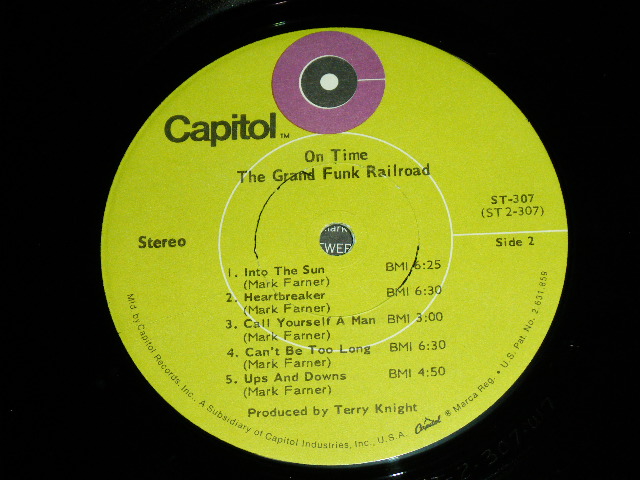 Capitol™
On Time
The Grand Funk Railroad
ST-307
(ST2-307)
Stereo
Side 2
1. Into The Sun BMI 6:25
(Mark Farner)
2. Heartbreaker BMI 6:30
(Mark Farner)
3. Call Yourself A Man BMI 3:00
(Mark Farner)
4. Can't Be Too Long BMI 6:30
(Mark Farner)
5. Ups And Downs BMI 4:50
(Mark Farner)
Produced by Terry Knight
Mfd. by Capitol Records, Inc., A Subsidiary of Capitol Industries, Inc., U.S.A. Capitol ® Marca Reg. • U.S. Pat. No. 2,631,859